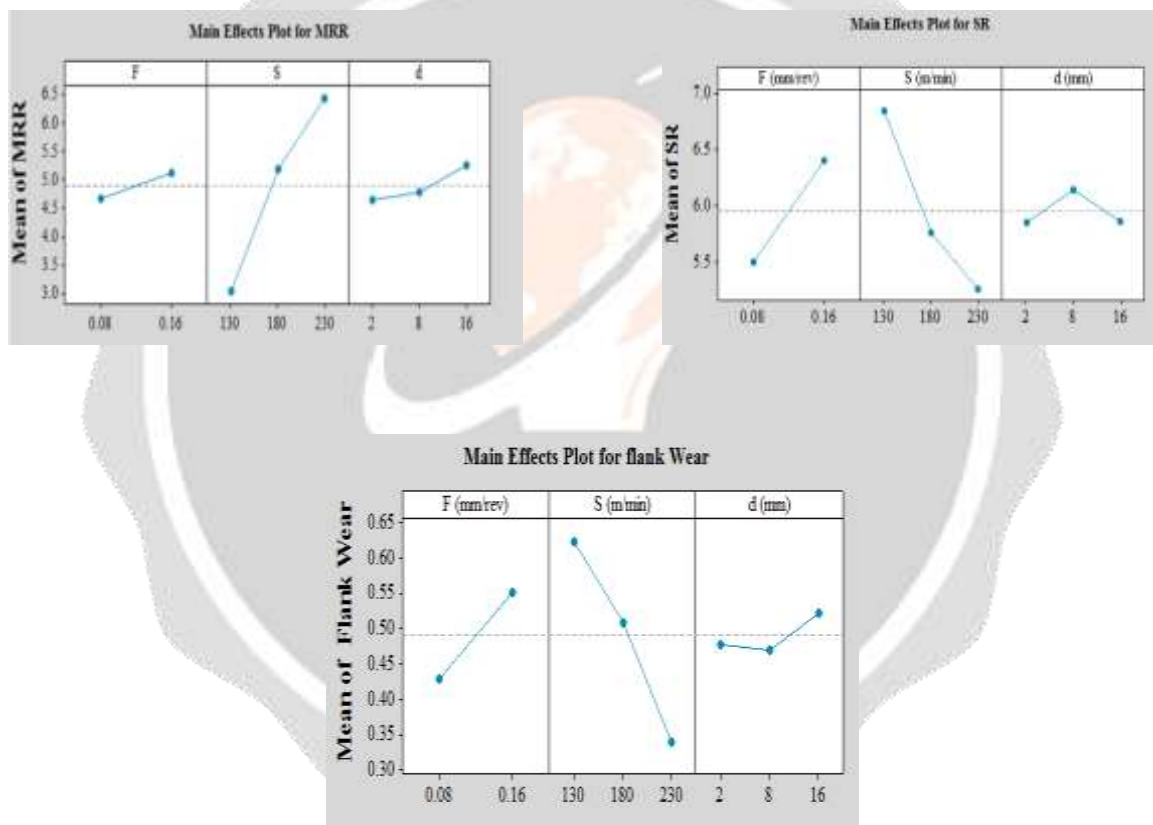 Main Effects Plot for MRR
F S d
Mean of MRR
6.5
6.0
5.5
5.0
4.5
4.0
3.5
3.0
0.08 0.16 130 180 230 2 8 16
Main Effects Plot for SR
F (mm/rev) S (m/min) d (mm)
Mean of SR
7.0
6.5
6.0
5.5
0.08 0.16 130 180 230 2 8 16
Main Effects Plot for flank Wear
F (mm/rev) S (m/min) d (mm)
Mean of Flank Wear
0.65
0.60
0.55
0.50
0.45
0.40
0.35
0.30
0.08 0.16 130 180 230 2 8 16